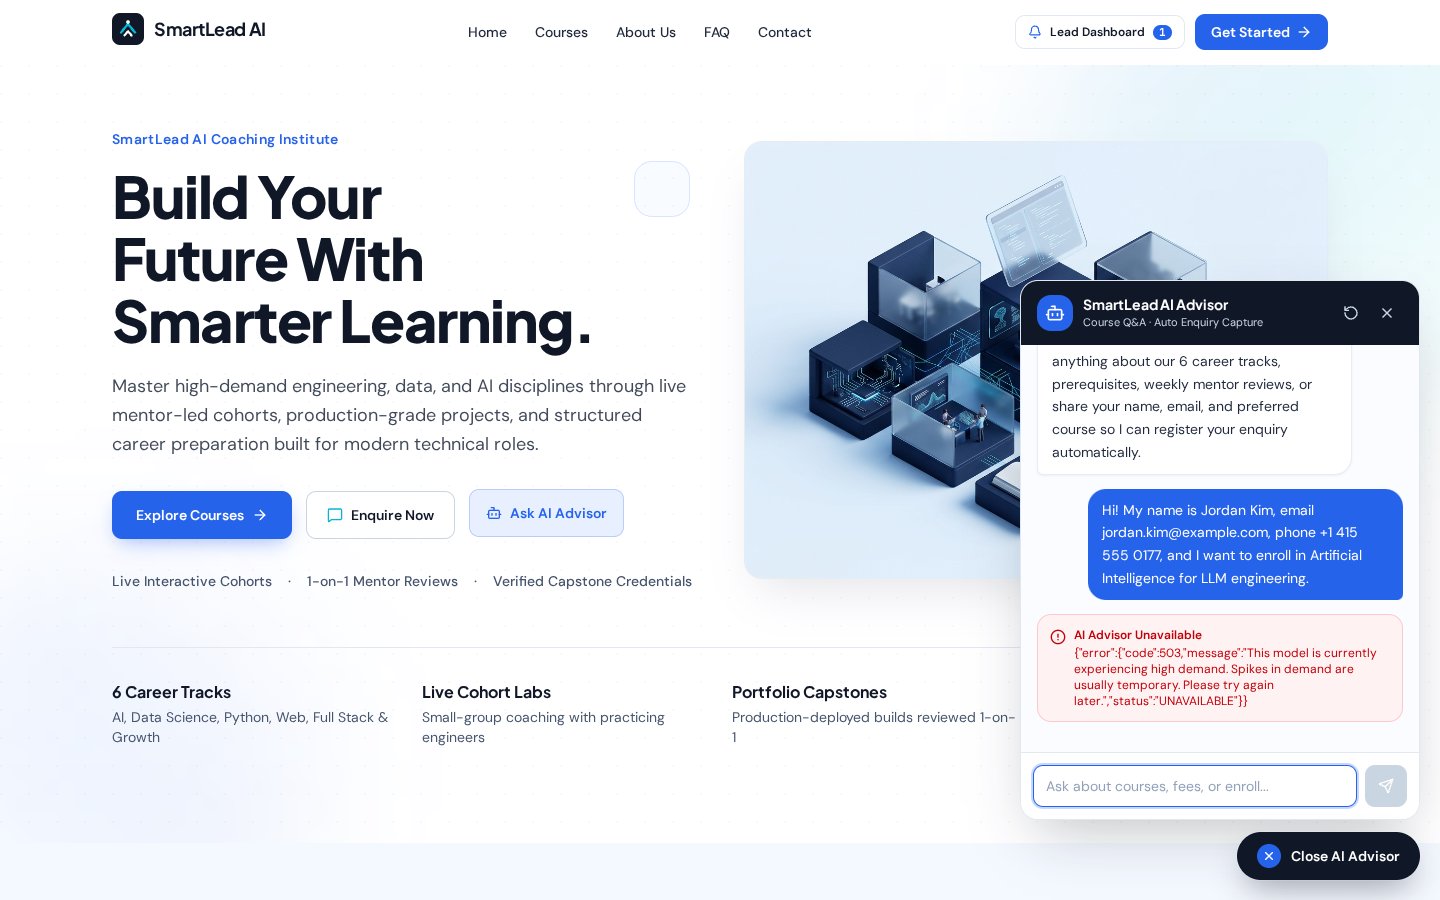 SmartLead AI
Home
Courses
About Us
FAQ
Contact
Lead Dashboard
1
Get Started
SmartLead AI Coaching Institute
Build Your
Future With
Smarter Learning.
Master high-demand engineering, data, and AI disciplines through live
mentor-led cohorts, production-grade projects, and structured
career preparation built for modern technical roles.
Explore Courses
Enquire Now
Ask AI Advisor
Live Interactive Cohorts · 1-on-1 Mentor Reviews · Verified Capstone Credentials
6 Career Tracks
AI, Data Science, Python, Web, Full Stack &
Growth
Live Cohort Labs
Small-group coaching with practicing
engineers
Portfolio Capstones
Production-deployed builds reviewed 1-on-
1
SmartLead AI Advisor
Course Q&A · Auto Enquiry Capture
anything about our 6 career tracks,
prerequisites, weekly mentor reviews, or
share your name, email, and preferred
course so I can register your enquiry
automatically.
Hi! My name is Jordan Kim, email
jordan.kim@example.com, phone +1 415
555 0177, and I want to enroll in Artificial
Intelligence for LLM engineering.
AI Advisor Unavailable
{"error":{"code":503,"message":"This model is currently
experiencing high demand. Spikes in demand are
usually temporary. Please try again
later.","status":"UNAVAILABLE"}}
Ask about courses, fees, or enroll...
Close AI Advisor